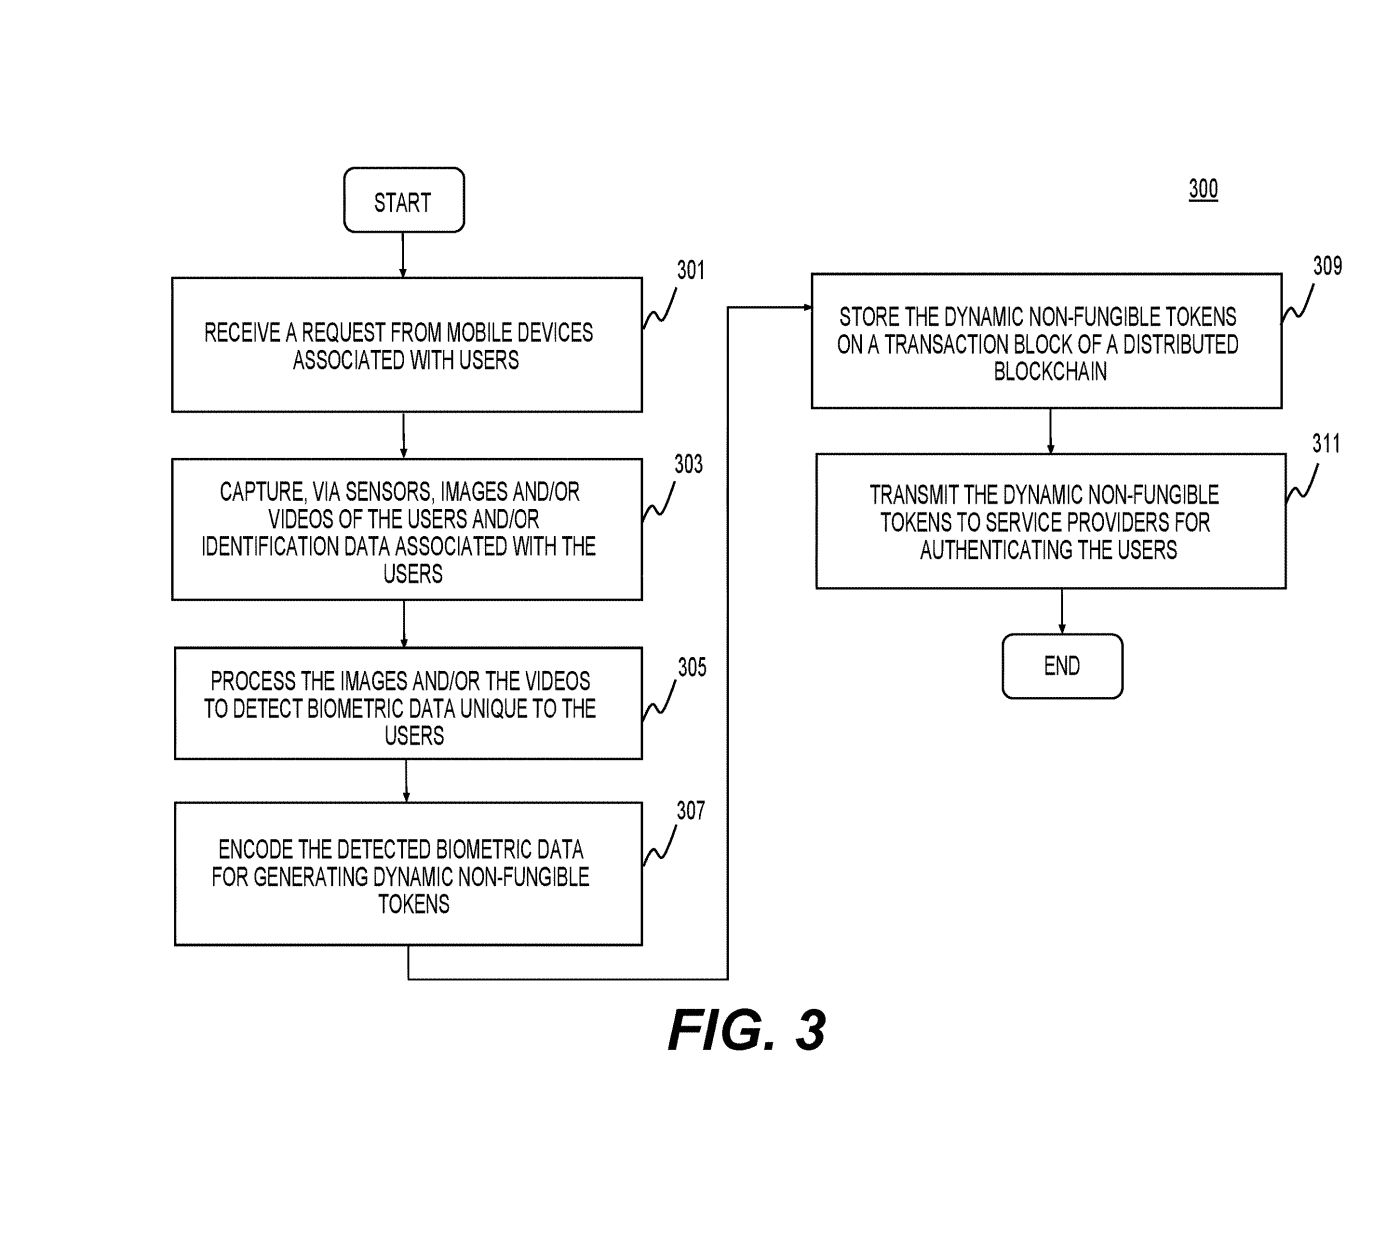 START
300
301
RECEIVE A REQUEST FROM MOBILE DEVICES
ASSOCIATED WITH USERS
303
CAPTURE, VIA SENSORS, IMAGES AND/OR
VIDEOS OF THE USERS AND/OR
IDENTIFICATION DATA ASSOCIATED WITH THE
USERS
305
PROCESS THE IMAGES AND/OR THE VIDEOS
TO DETECT BIOMETRIC DATA UNIQUE TO THE
USERS
307
ENCODE THE DETECTED BIOMETRIC DATA
FOR GENERATING DYNAMIC NON-FUNGIBLE
TOKENS
309
STORE THE DYNAMIC NON-FUNGIBLE TOKENS
ON A TRANSACTION BLOCK OF A DISTRIBUTED
BLOCKCHAIN
311
TRANSMIT THE DYNAMIC NON-FUNGIBLE
TOKENS TO SERVICE PROVIDERS FOR
AUTHENTICATING THE USERS
END
FIG. 3